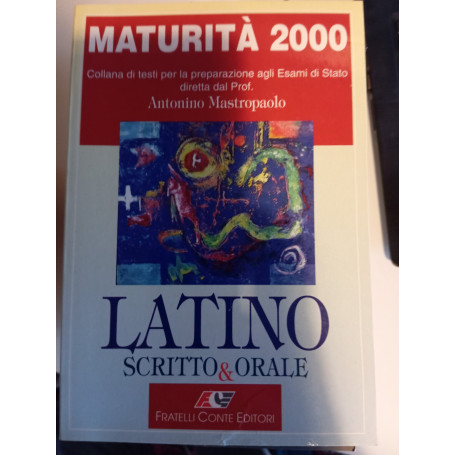 MATURITÀ 2000
Collana di testi per la preparazione agli Esami di Stato
diretta dal Prof.
Antonino Mastropaolo
LATINO
SCRITTO & ORALE
FRATELLI CONTE EDITORI